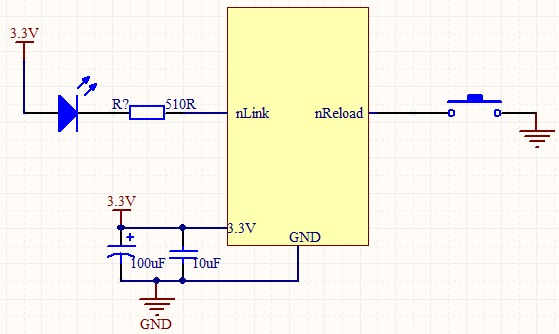 3.3V
R? 510R
nLink
nReload
3.3V
3.3V
GND
+
100uF
10uF
GND